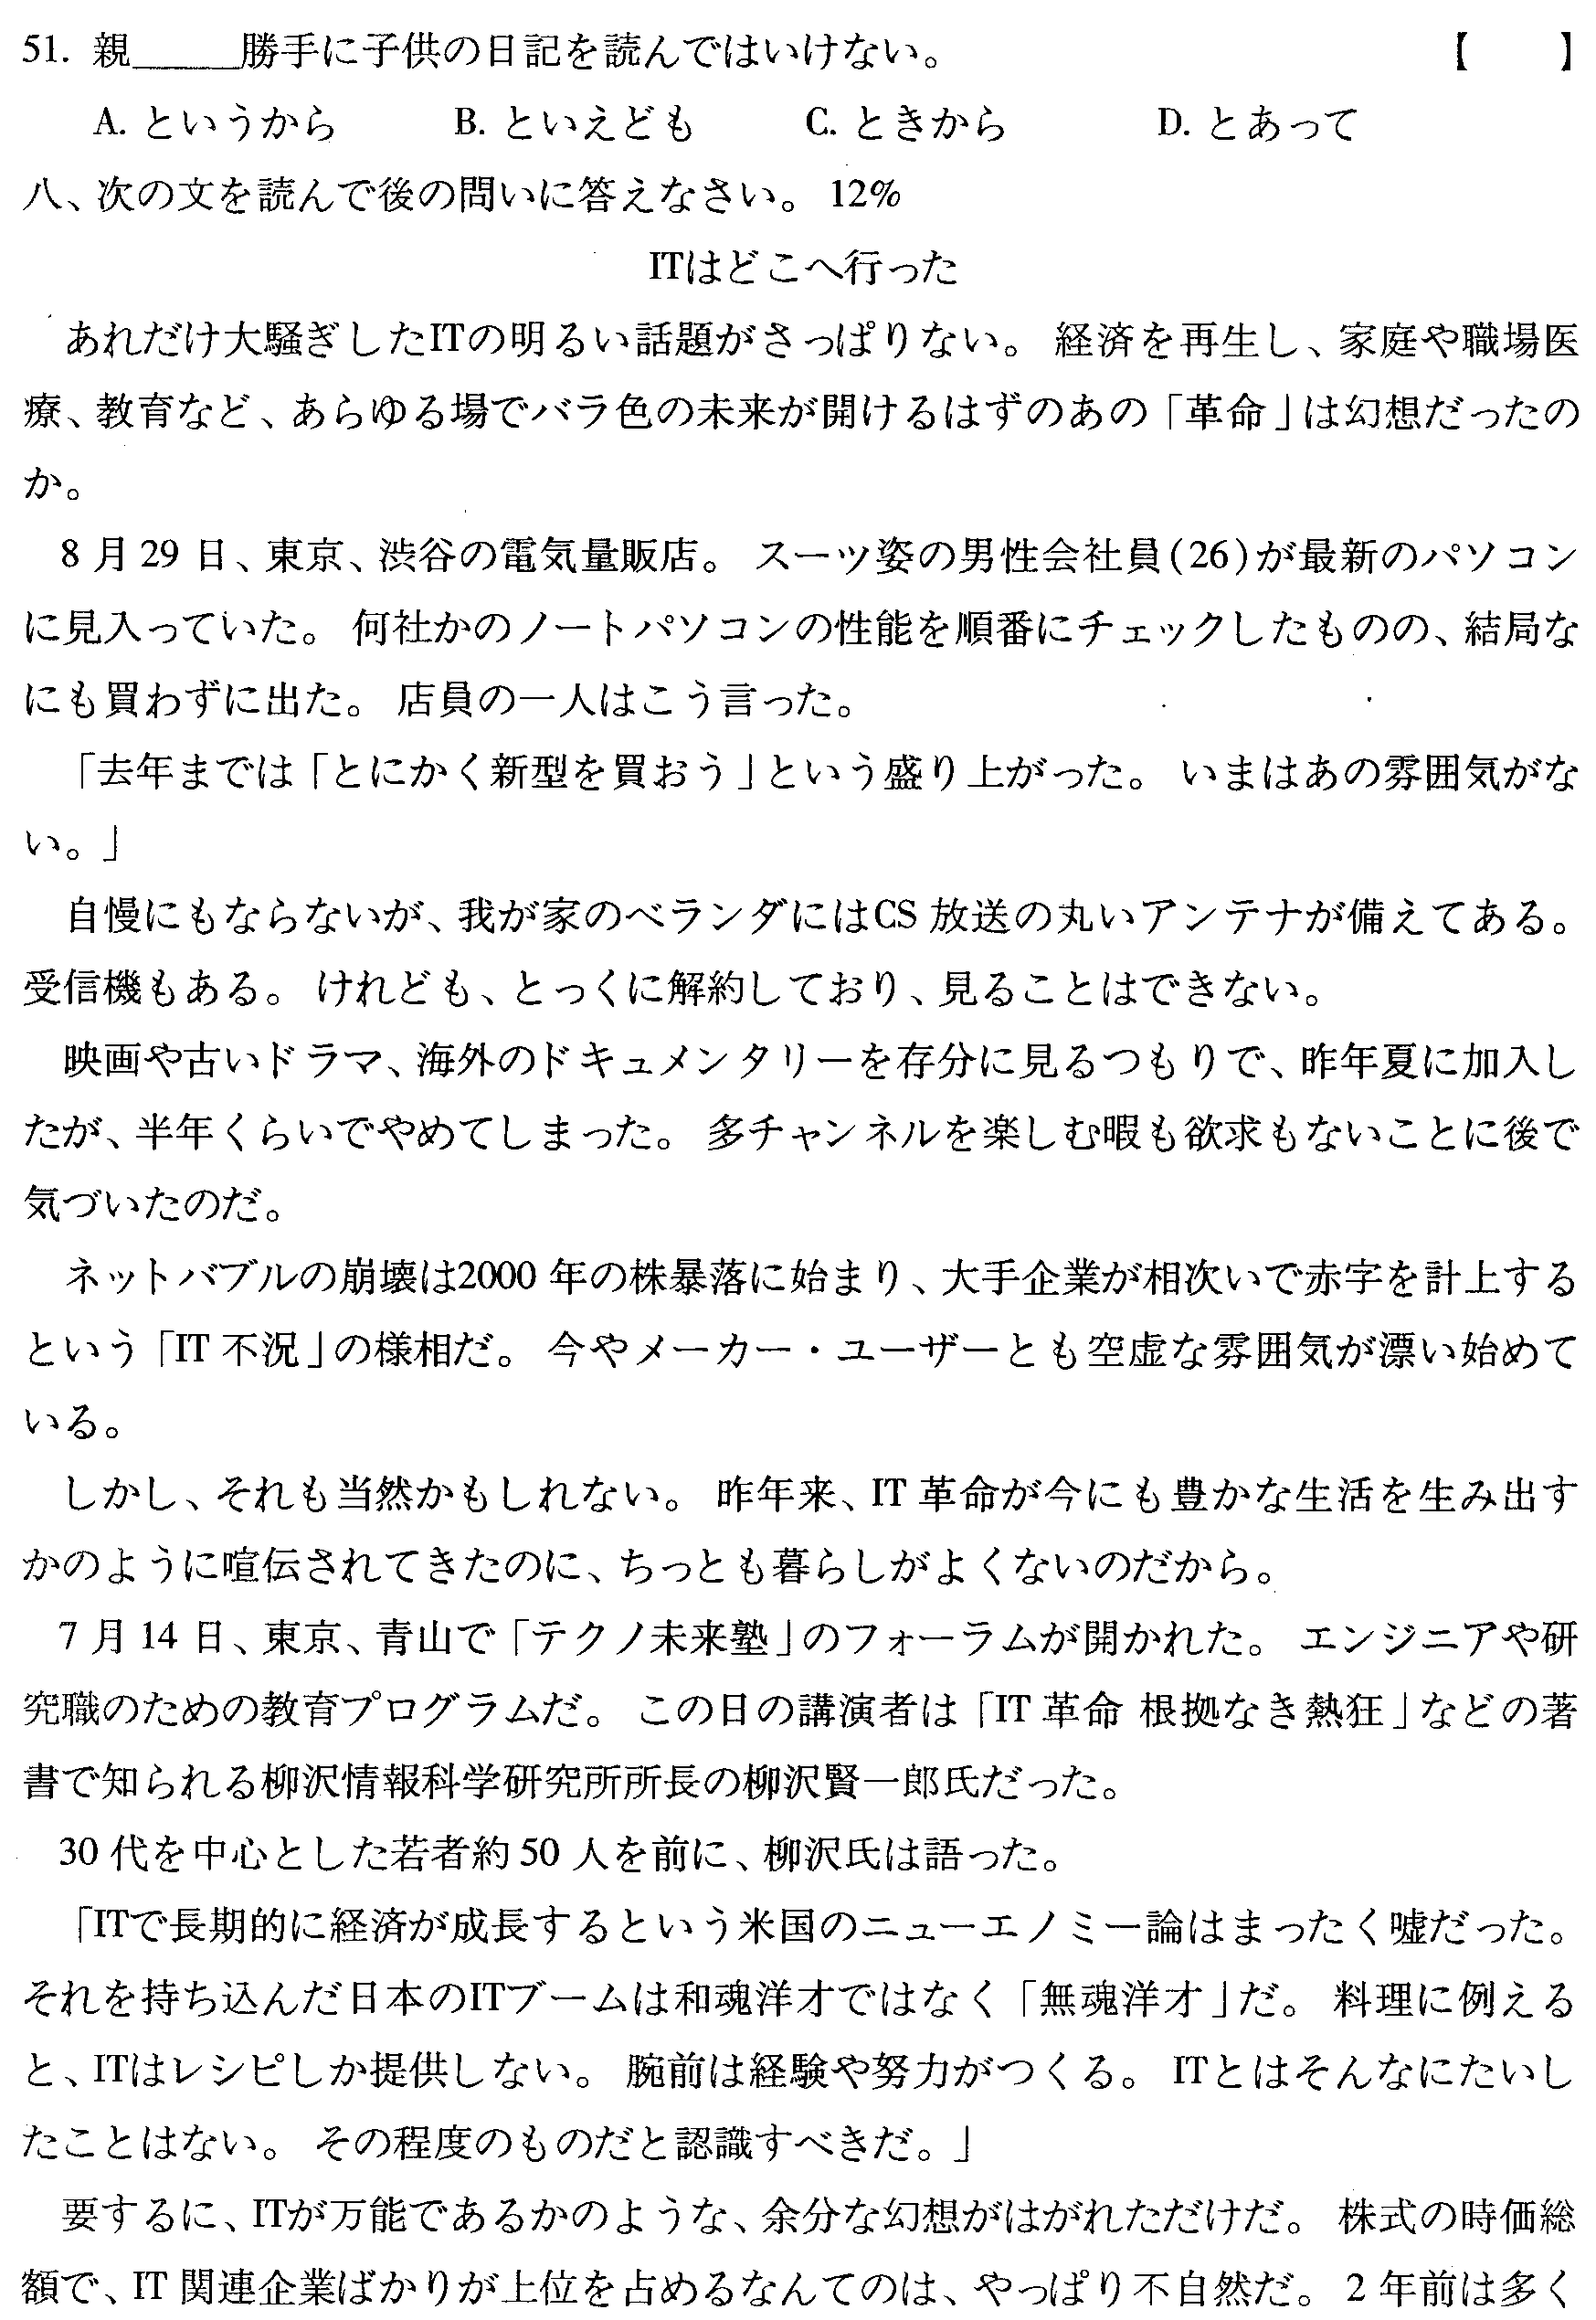 51. 親_____勝手に子供の日記を読んではいけない。 【　　】
A. というから　B. といえども　C. ときから　D. とあって
八、次の文を読んで後の問いに答えなさい。12%
ITはどこへ行った
あれだけ大騒ぎしたITの明るい話題がさっぱりない。経済を再生し、家庭や職場医
療、教育など、あらゆる場でバラ色の未来が開けるはずのあの「革命」は幻想だったの
か。
8月29日、東京、渋谷の電気量販店。スーツ姿の男性会社員(26)が最新のパソコン
に見入っていた。何社かのノートパソコンの性能を順番にチェックしたものの、結局な
にも買わずに出た。店員の一人はこう言った。
「去年までは「とにかく新型を買おう」という盛り上がった。いまはあの雰囲気がな
い。」
自慢にもならないが、我が家のベランダにはCS放送の丸いアンテナが備えてある。
受信機もある。けれども、とっくに解約しており、見ることはできない。
映画や古いドラマ、海外のドキュメンタリーを存分に見るつもりで、昨年夏に加入し
たが、半年くらいでやめてしまった。多チャンネルを楽しむ暇も欲求もないことに後で
気づいたのだ。
ネットバブルの崩壊は2000年の株暴落に始まり、大手企業が相次いで赤字を計上する
という「IT不況」の様相だ。今やメーカー・ユーザーとも空虚な雰囲気が漂い始めて
いる。
しかし、それも当然かもしれない。昨年来、IT革命が今にも豊かな生活を生み出す
かのように喧伝されてきたのに、ちっとも暮らしがよくないのだから。
7月14日、東京、青山で「テクノ未来塾」のフォーラムが開かれた。エンジニアや研
究職のための教育プログラムだ。この日の講演者は「IT革命 根拠なき熱狂」などの著
書で知られる柳沢情報科学研究所所長の柳沢賢一郎氏だった。
30代を中心とした若者約50人を前に、柳沢氏は語った。
「ITで長期的に経済が成長するという米国のニューエノミー論はまったく嘘だった。
それを持ち込んだ日本のITブームは和魂洋才ではなく「無魂洋才」だ。料理に例える
と、ITはレシピしか提供しない。腕前は経験や努力がつくる。ITとはそんなにたいし
たことはない。その程度のものだと認識すべきだ。」
要するに、ITが万能であるかのような、余分な幻想がはがれただけだ。株式の時価総
額で、IT関連企業ばかりが上位を占めるなんてのは、やっぱり不自然だ。2年前は多く